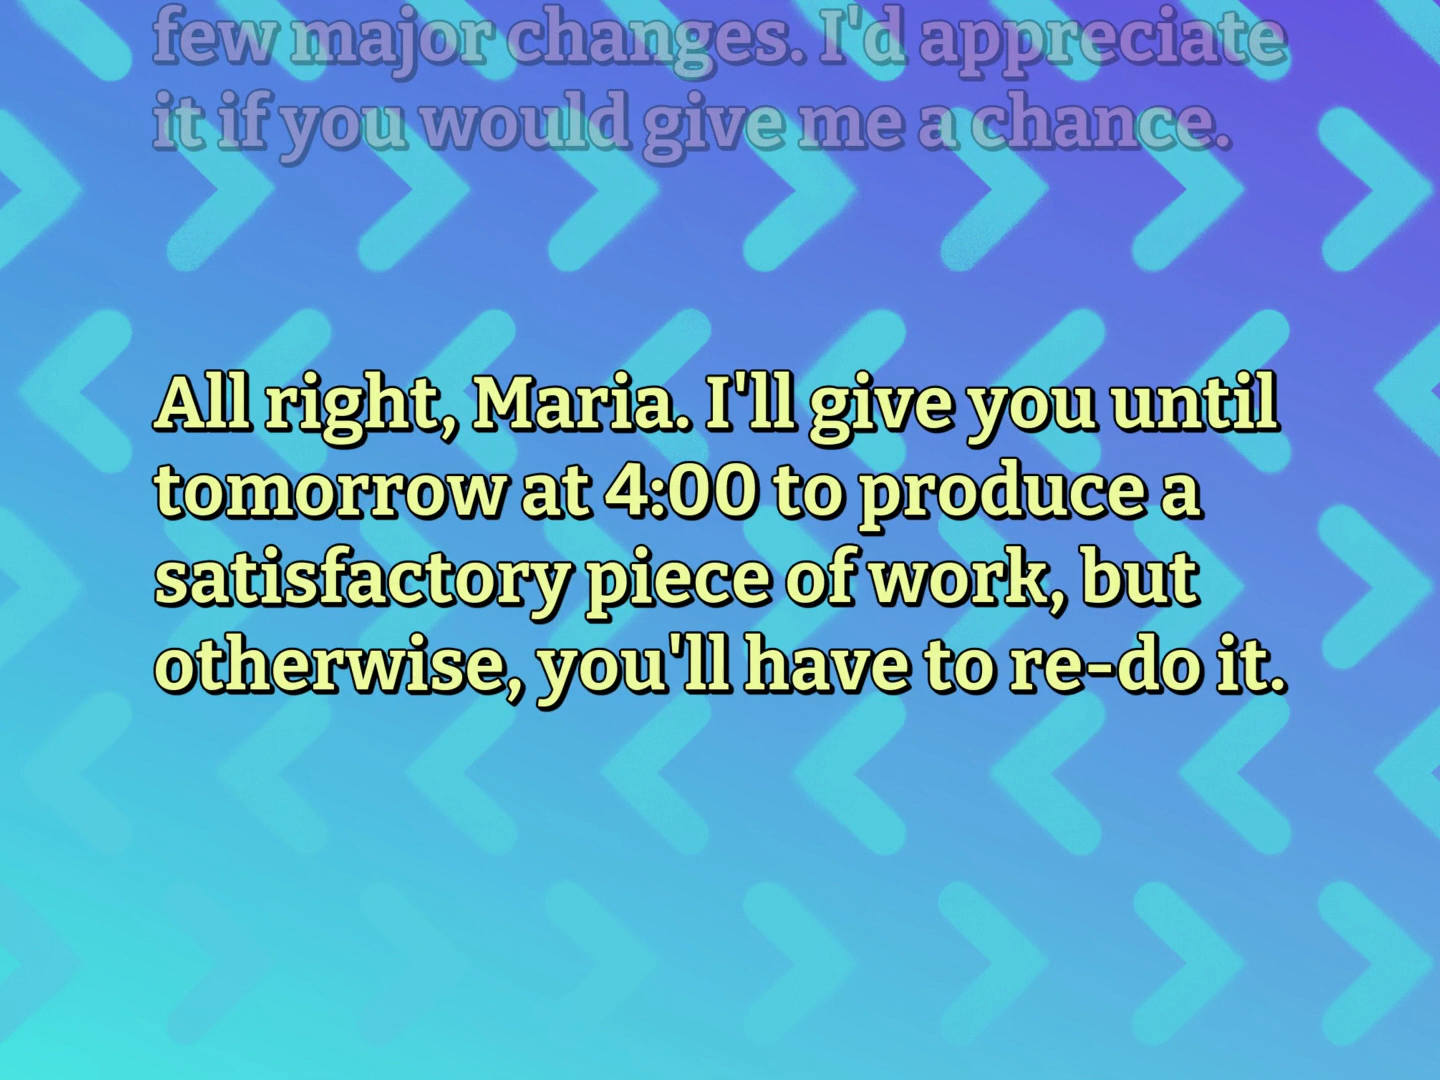 few major changes. I'd appreciate
it if you would give me a chance.
All right, Maria. I'll give you until
tomorrow at 4:00 to produce a
satisfactory piece of work, but
otherwise, you'll have to re-do it.